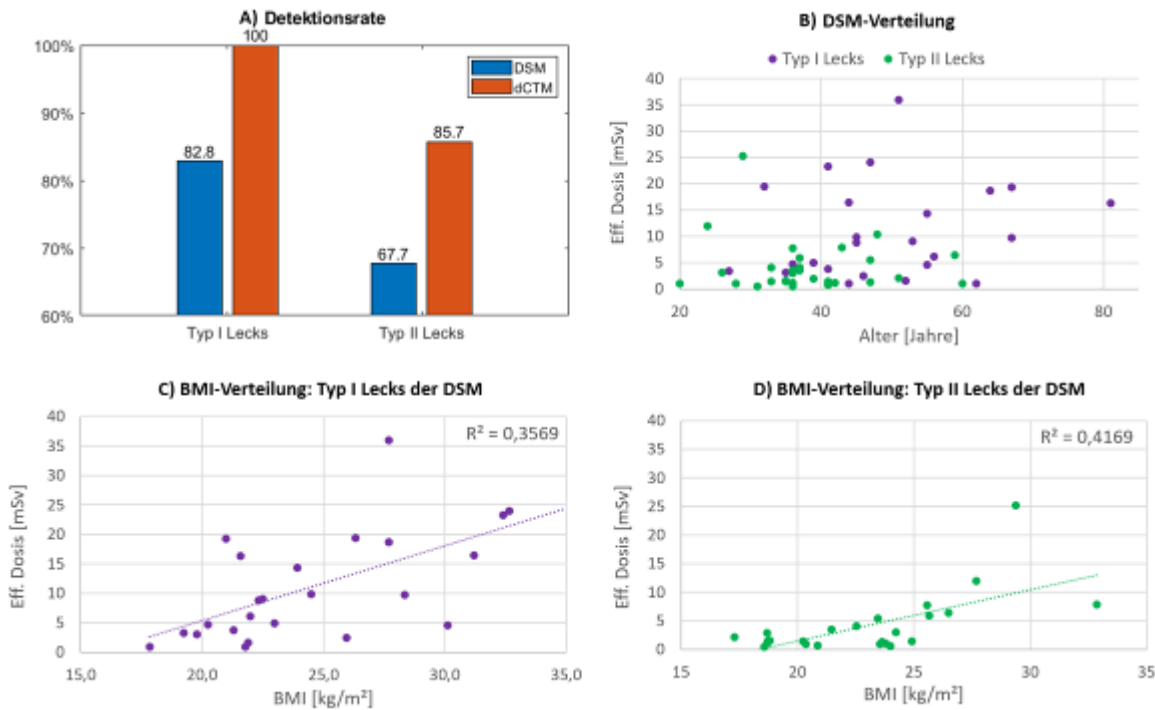 A) Detektionsrate
100%
90%
80%
70%
60%
82.8
100
67.7
85.7
DSM
dCTM
Typ I Lecks
Typ II Lecks
B) DSM-Verteilung
Typ I Lecks
Typ II Lecks
Eff. Dosis [mSv]
40
35
30
25
20
15
10
5
0
20
40
60
80
Alter [Jahre]
C) BMI-Verteilung: Typ I Lecks der DSM
R² = 0,3569
Eff. Dosis [mSv]
40
35
30
25
20
15
10
5
0
15,0
20,0
25,0
30,0
35,0
BMI [kg/m²]
D) BMI-Verteilung: Typ II Lecks der DSM
R² = 0,4169
Eff. Dosis [mSv]
40
35
30
25
20
15
10
5
0
15
20
25
30
35
BMI [kg/m²]